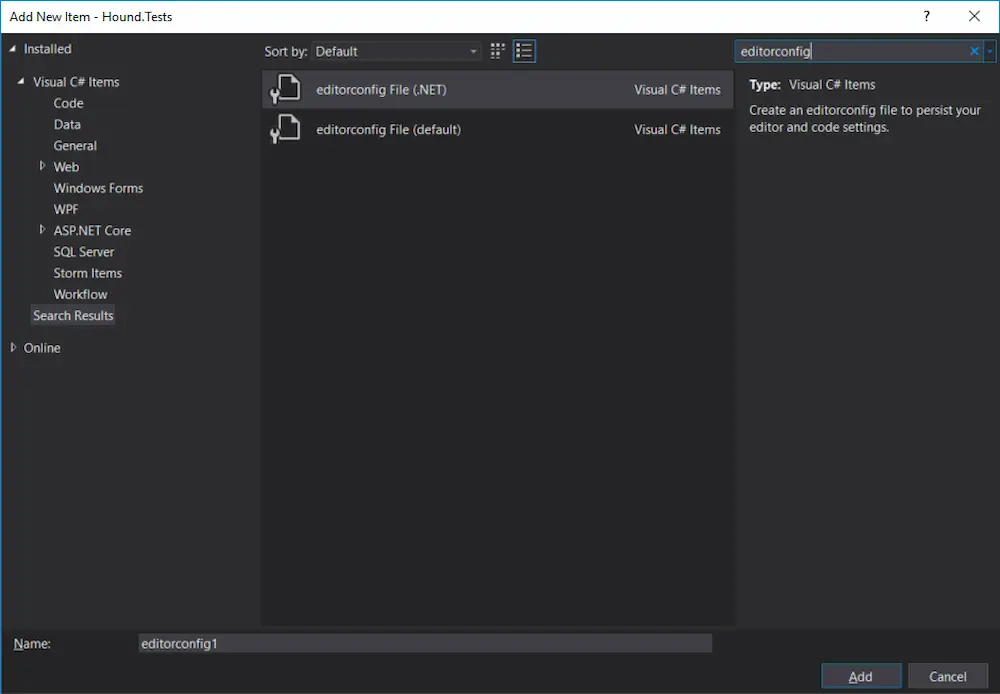 Add New Item - Hound.Tests
?
Installed
Visual C# Items
Code
Data
General
Web
Windows Forms
WPF
ASP.NET Core
SQL Server
Storm Items
Workflow
Search Results
Online
Sort by: Default
editorconfig File (.NET) Visual C# Items
editorconfig File (default) Visual C# Items
editorconfig
Type: Visual C# Items
Create an editorconfig file to persist your
editor and code settings.
Name: editorconfig1
Add Cancel